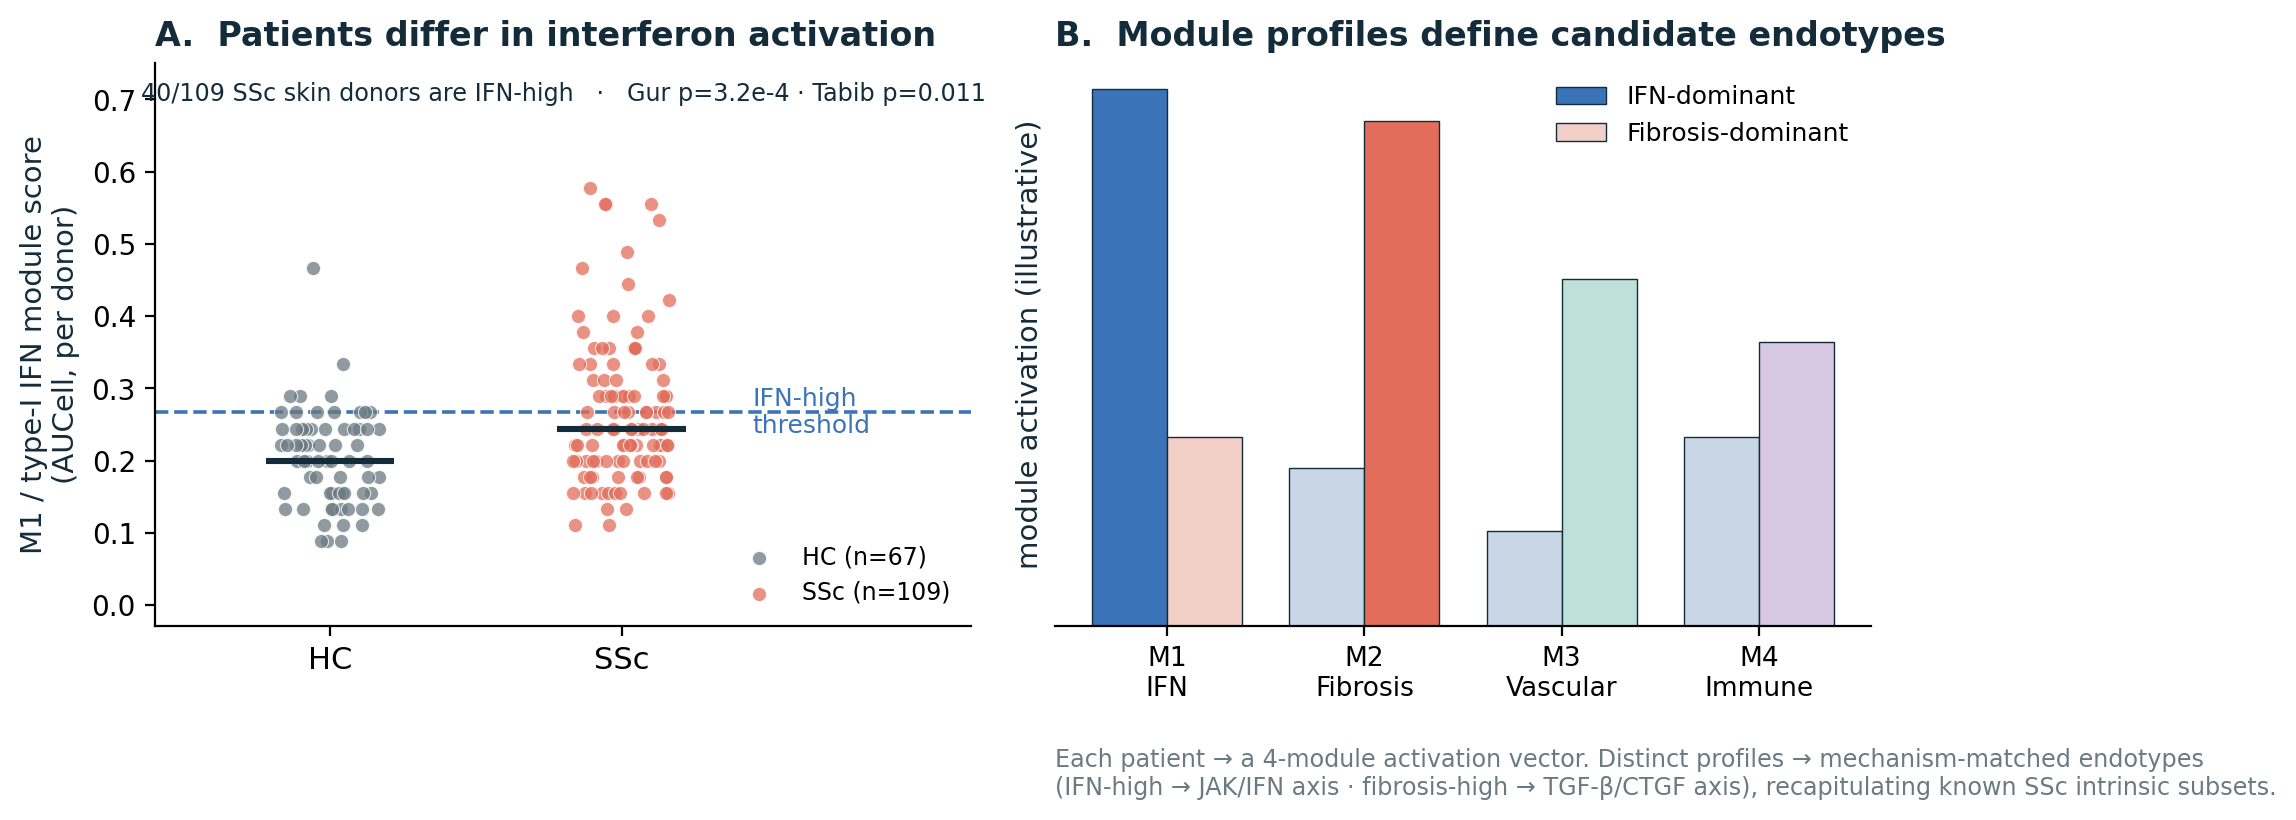 A.  Patients differ in interferon activation
40/109 SSc skin donors are IFN-high   ·   Gur p=3.2e-4 · Tabib p=0.011
M1 / type-I IFN module score
(AUCell, per donor)
0.7
0.6
0.5
0.4
0.3
0.2
0.1
0.0
IFN-high
threshold
HC (n=67)
SSc (n=109)
HC
SSc
B.  Module profiles define candidate endotypes
module activation (illustrative)
IFN-dominant
Fibrosis-dominant
M1
IFN
M2
Fibrosis
M3
Vascular
M4
Immune
Each patient → a 4-module activation vector. Distinct profiles → mechanism-matched endotypes
(IFN-high → JAK/IFN axis · fibrosis-high → TGF-β/CTGF axis), recapitulating known SSc intrinsic subsets.